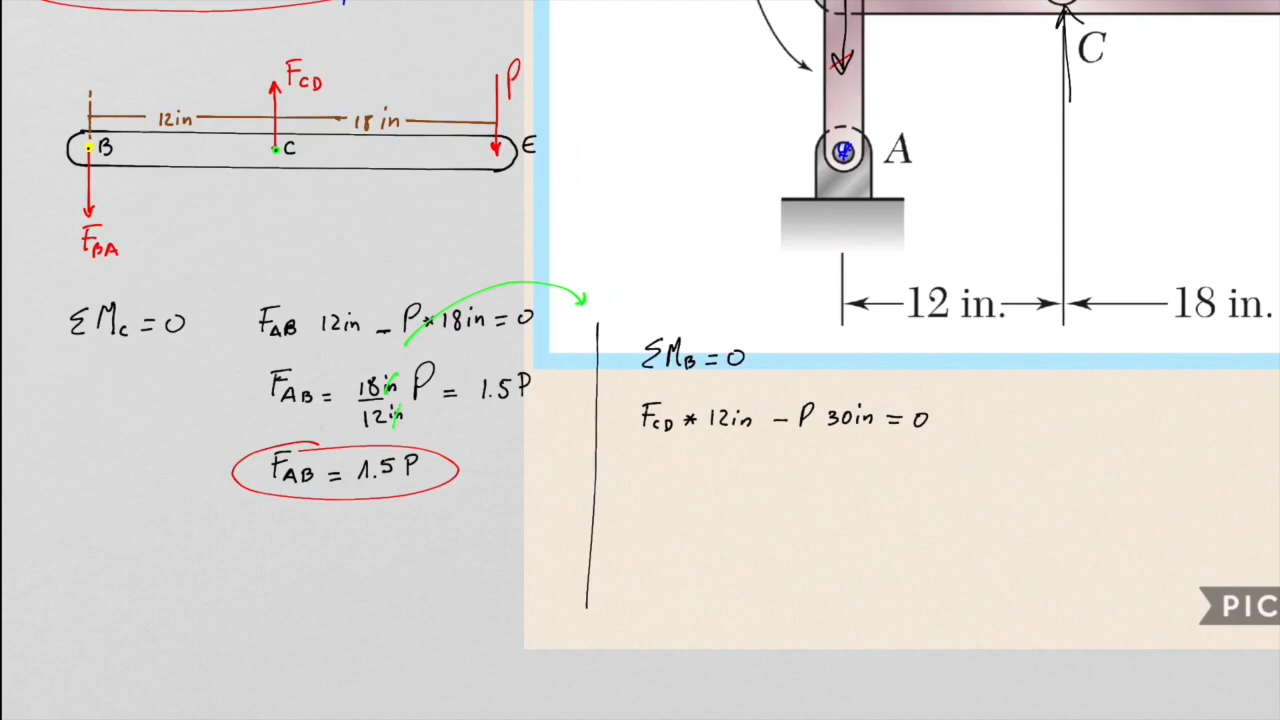 F_CD
P
12in
18 in
B
C
E
F_BA
ΣM_C = 0
F_AB 12in - P * 18in = 0
F_AB = 18in/12in P = 1.5P
F_AB = 1.5 P
C
A
12 in.
18 in.
ΣM_B = 0
F_CD * 12in - P 30in = 0
PIC